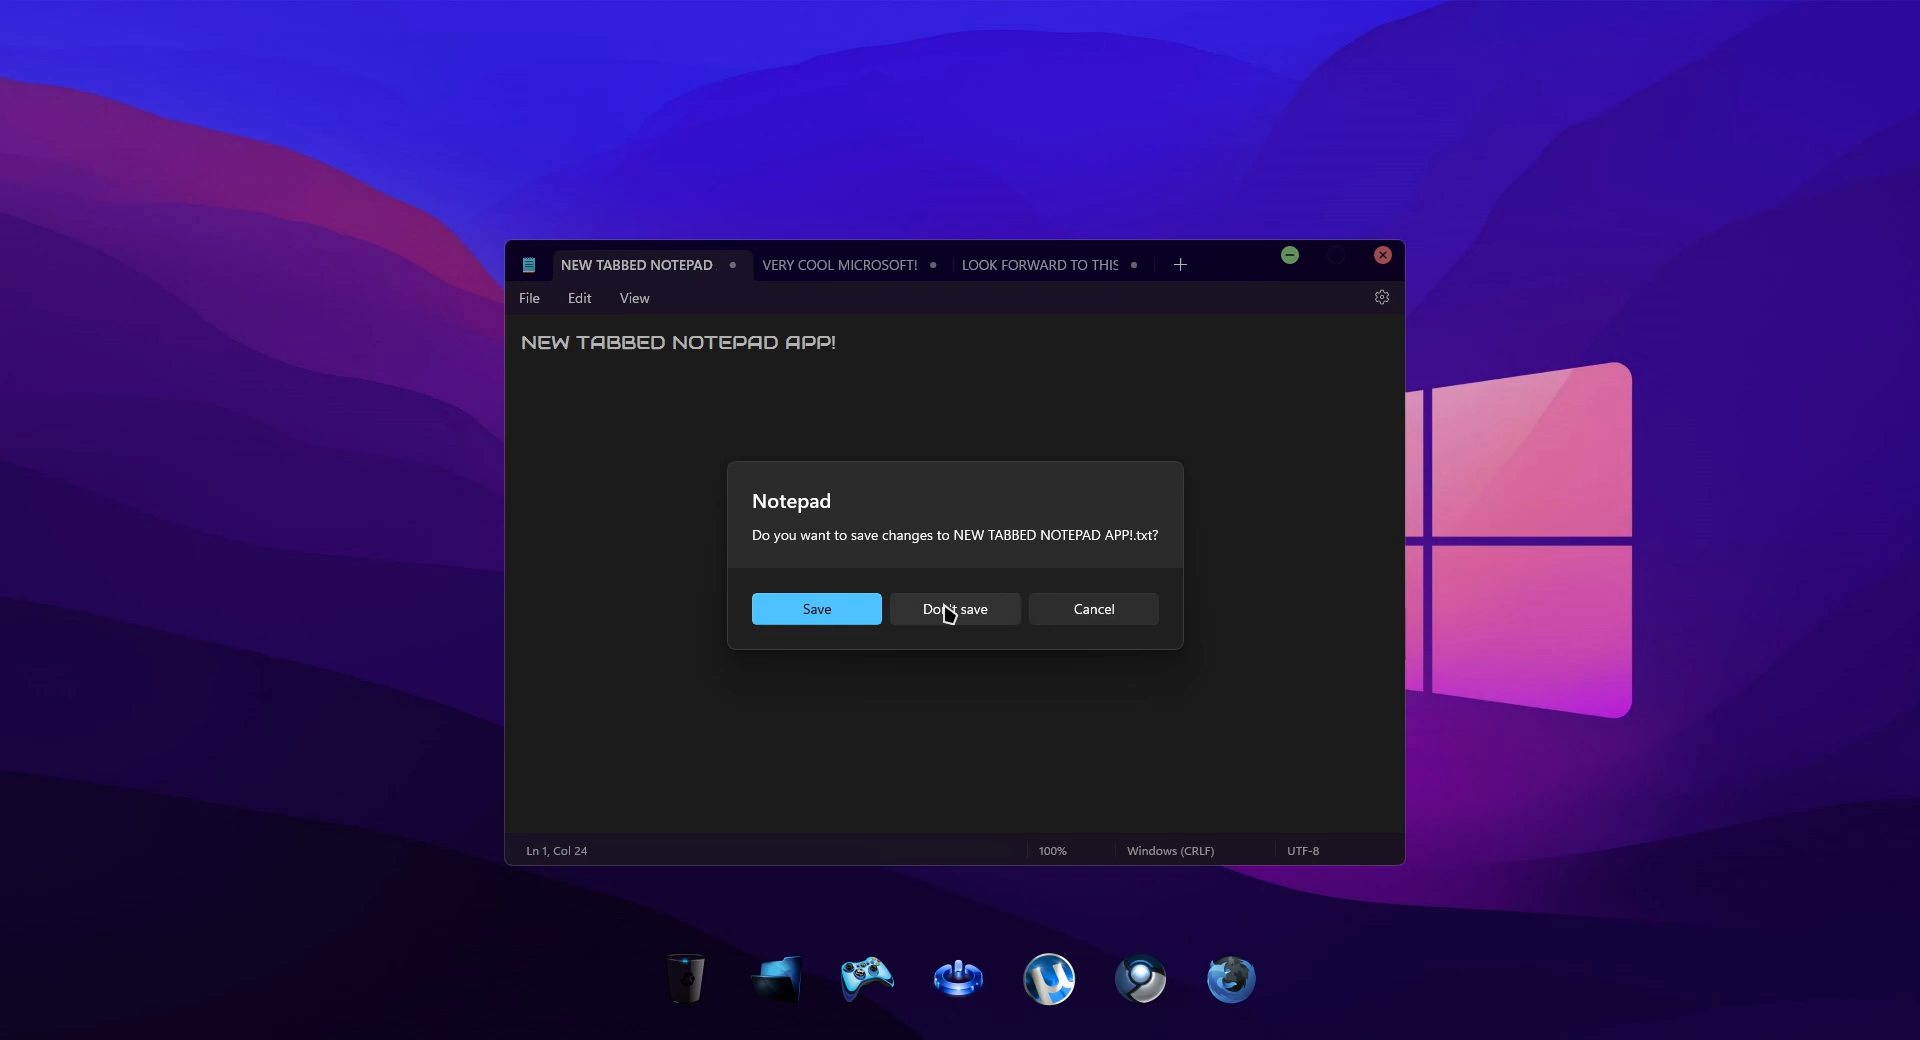 NEW TABBED NOTEPAD
VERY COOL MICROSOFT!
LOOK FORWARD TO THIS
File
Edit
View
NEW TABBED NOTEPAD APP!
Notepad
Do you want to save changes to NEW TABBED NOTEPAD APP!.txt?
Save
Don't save
Cancel
Ln 1, Col 24
100%
Windows (CRLF)
UTF-8